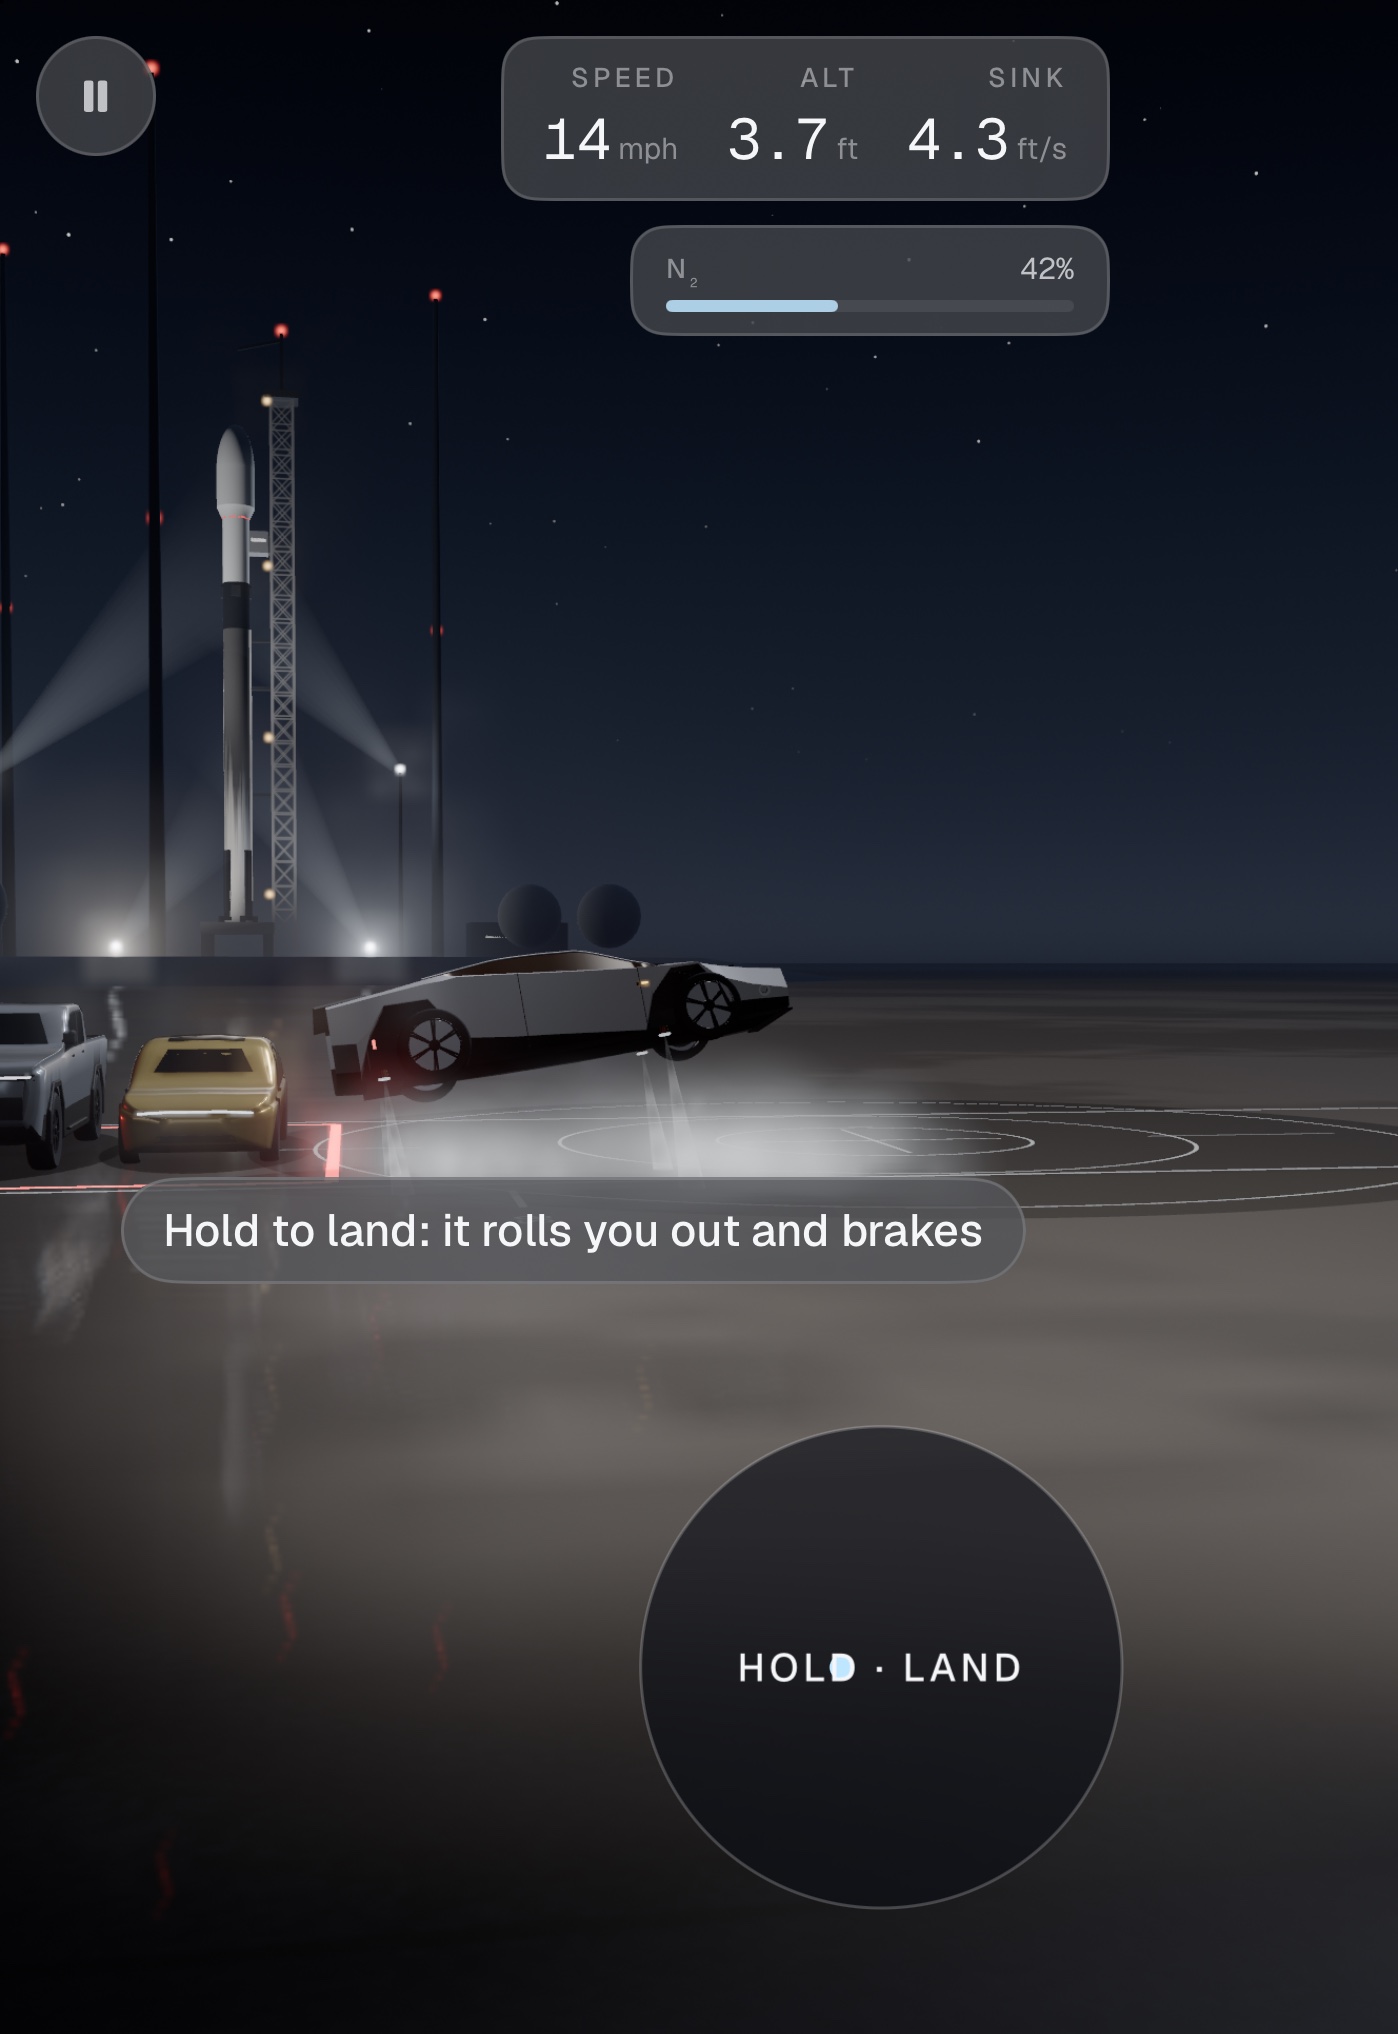 SPEED ALT SINK
14 mph 3.7 ft 4.3 ft/s
N₂ 42%
Hold to land: it rolls you out and brakes
HOLD · LAND